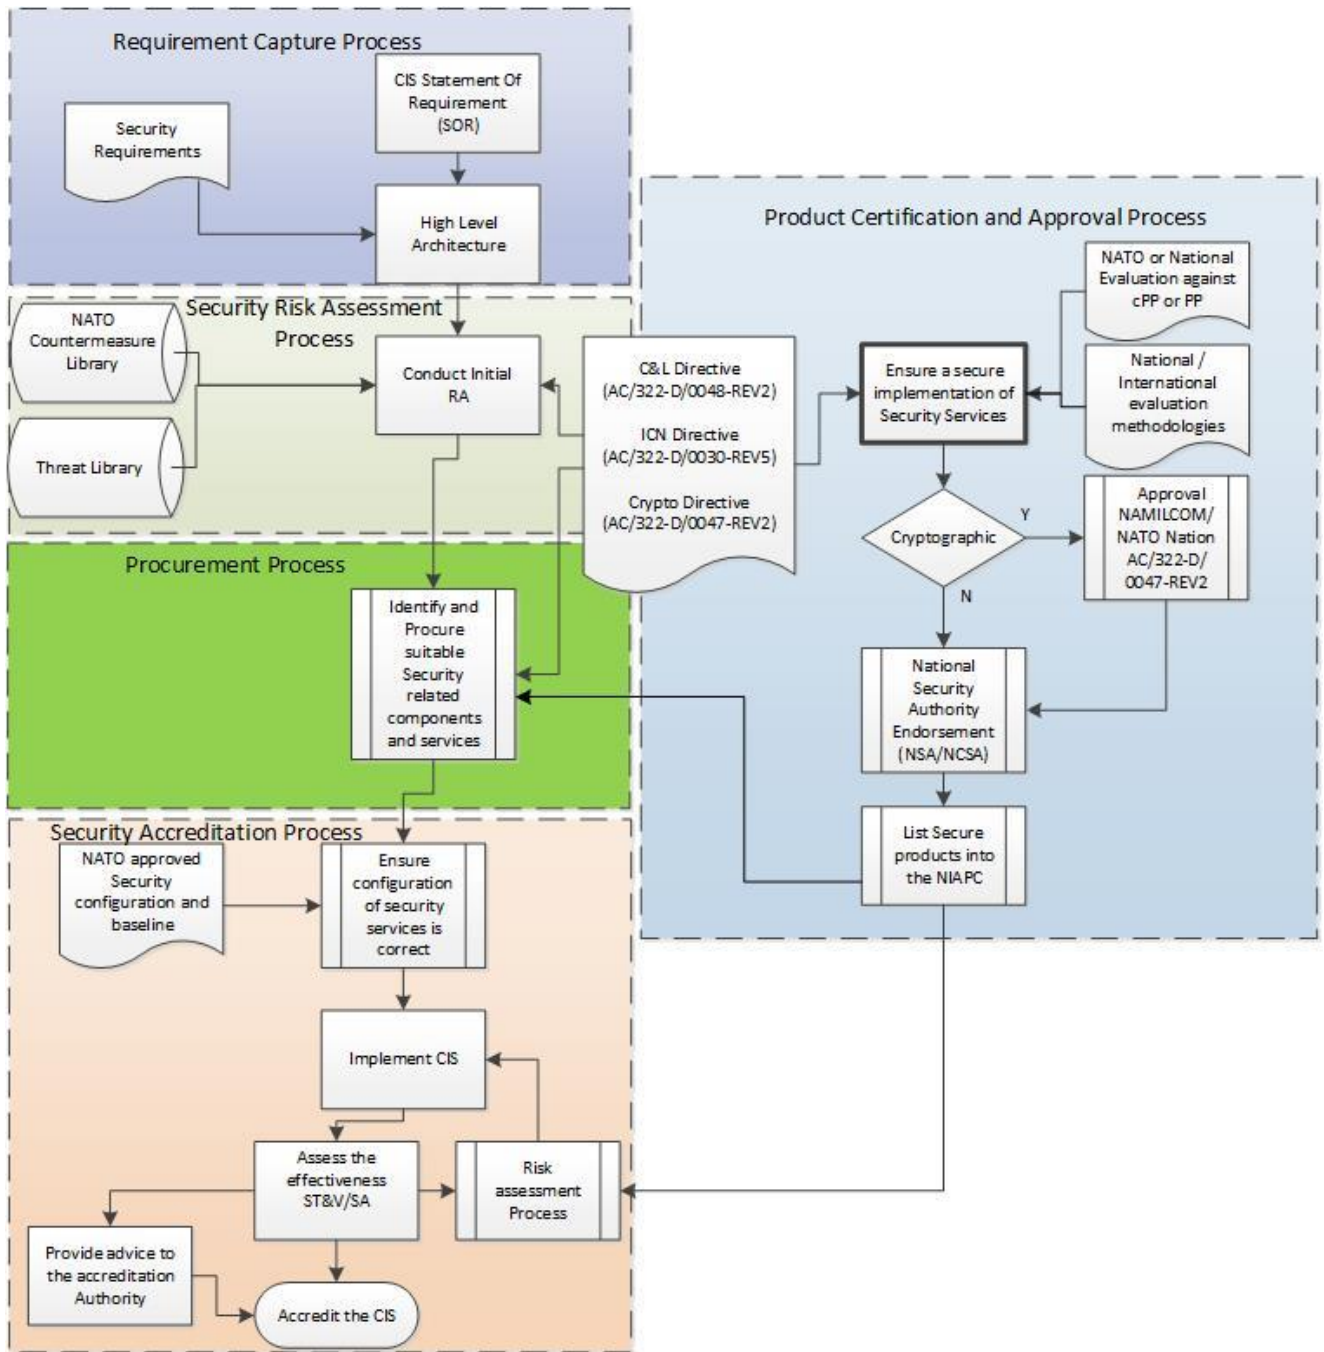 Requirement Capture Process
CIS Statement Of
Requirement
(SOR)
Security
Requirements
High Level
Architecture
Security Risk Assessment
Process
NATO
Countermeasure
Library
Threat Library
Conduct Initial
RA
C&L Directive
(AC/322-D/0048-REV2)
ICN Directive
(AC/322-D/0030-REV5)
Crypto Directive
(AC/322-D/0047-REV2)
Product Certification and Approval Process
NATO or National
Evaluation against
cPP or PP
National /
International
evaluation
methodologies
Ensure a secure
implementation of
Security Services
Cryptographic
Y
N
Approval
NAMILCOM/
NATO Nation
AC/322-D/
0047-REV2
National
Security
Authority
Endorsement
(NSA/NCSA)
List Secure
products into
the NIAPC
Procurement Process
Identify and
Procure
suitable
Security
related
components
and services
Security Accreditation Process
NATO approved
Security
configuration and
baseline
Ensure
configuration
of security
services is
correct
Implement CIS
Assess the
effectiveness
ST&V/SA
Risk
assessment
Process
Provide advice to
the accreditation
Authority
Accredit the CIS